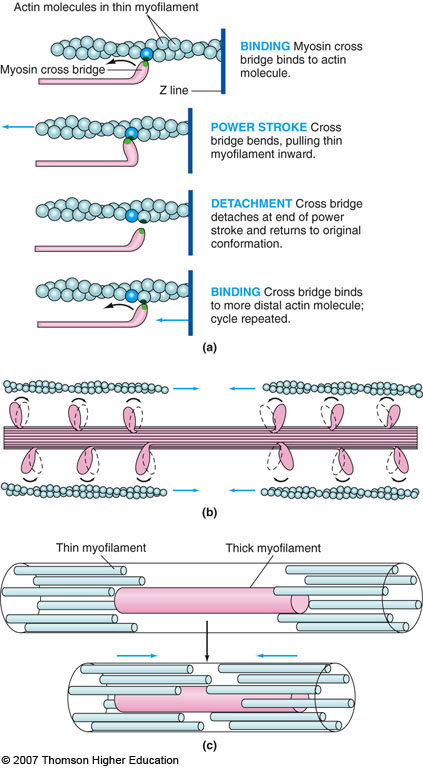 Actin molecules in thin myofilament
Myosin cross bridge
Z line
BINDING Myosin cross
bridge binds to actin
molecule.
POWER STROKE Cross
bridge bends, pulling thin
myofilament inward.
DETACHMENT Cross bridge
detaches at end of power
stroke and returns to original
conformation.
BINDING Cross bridge binds
to more distal actin molecule;
cycle repeated.
(a)
(b)
Thin myofilament
Thick myofilament
(c)
© 2007 Thomson Higher Education